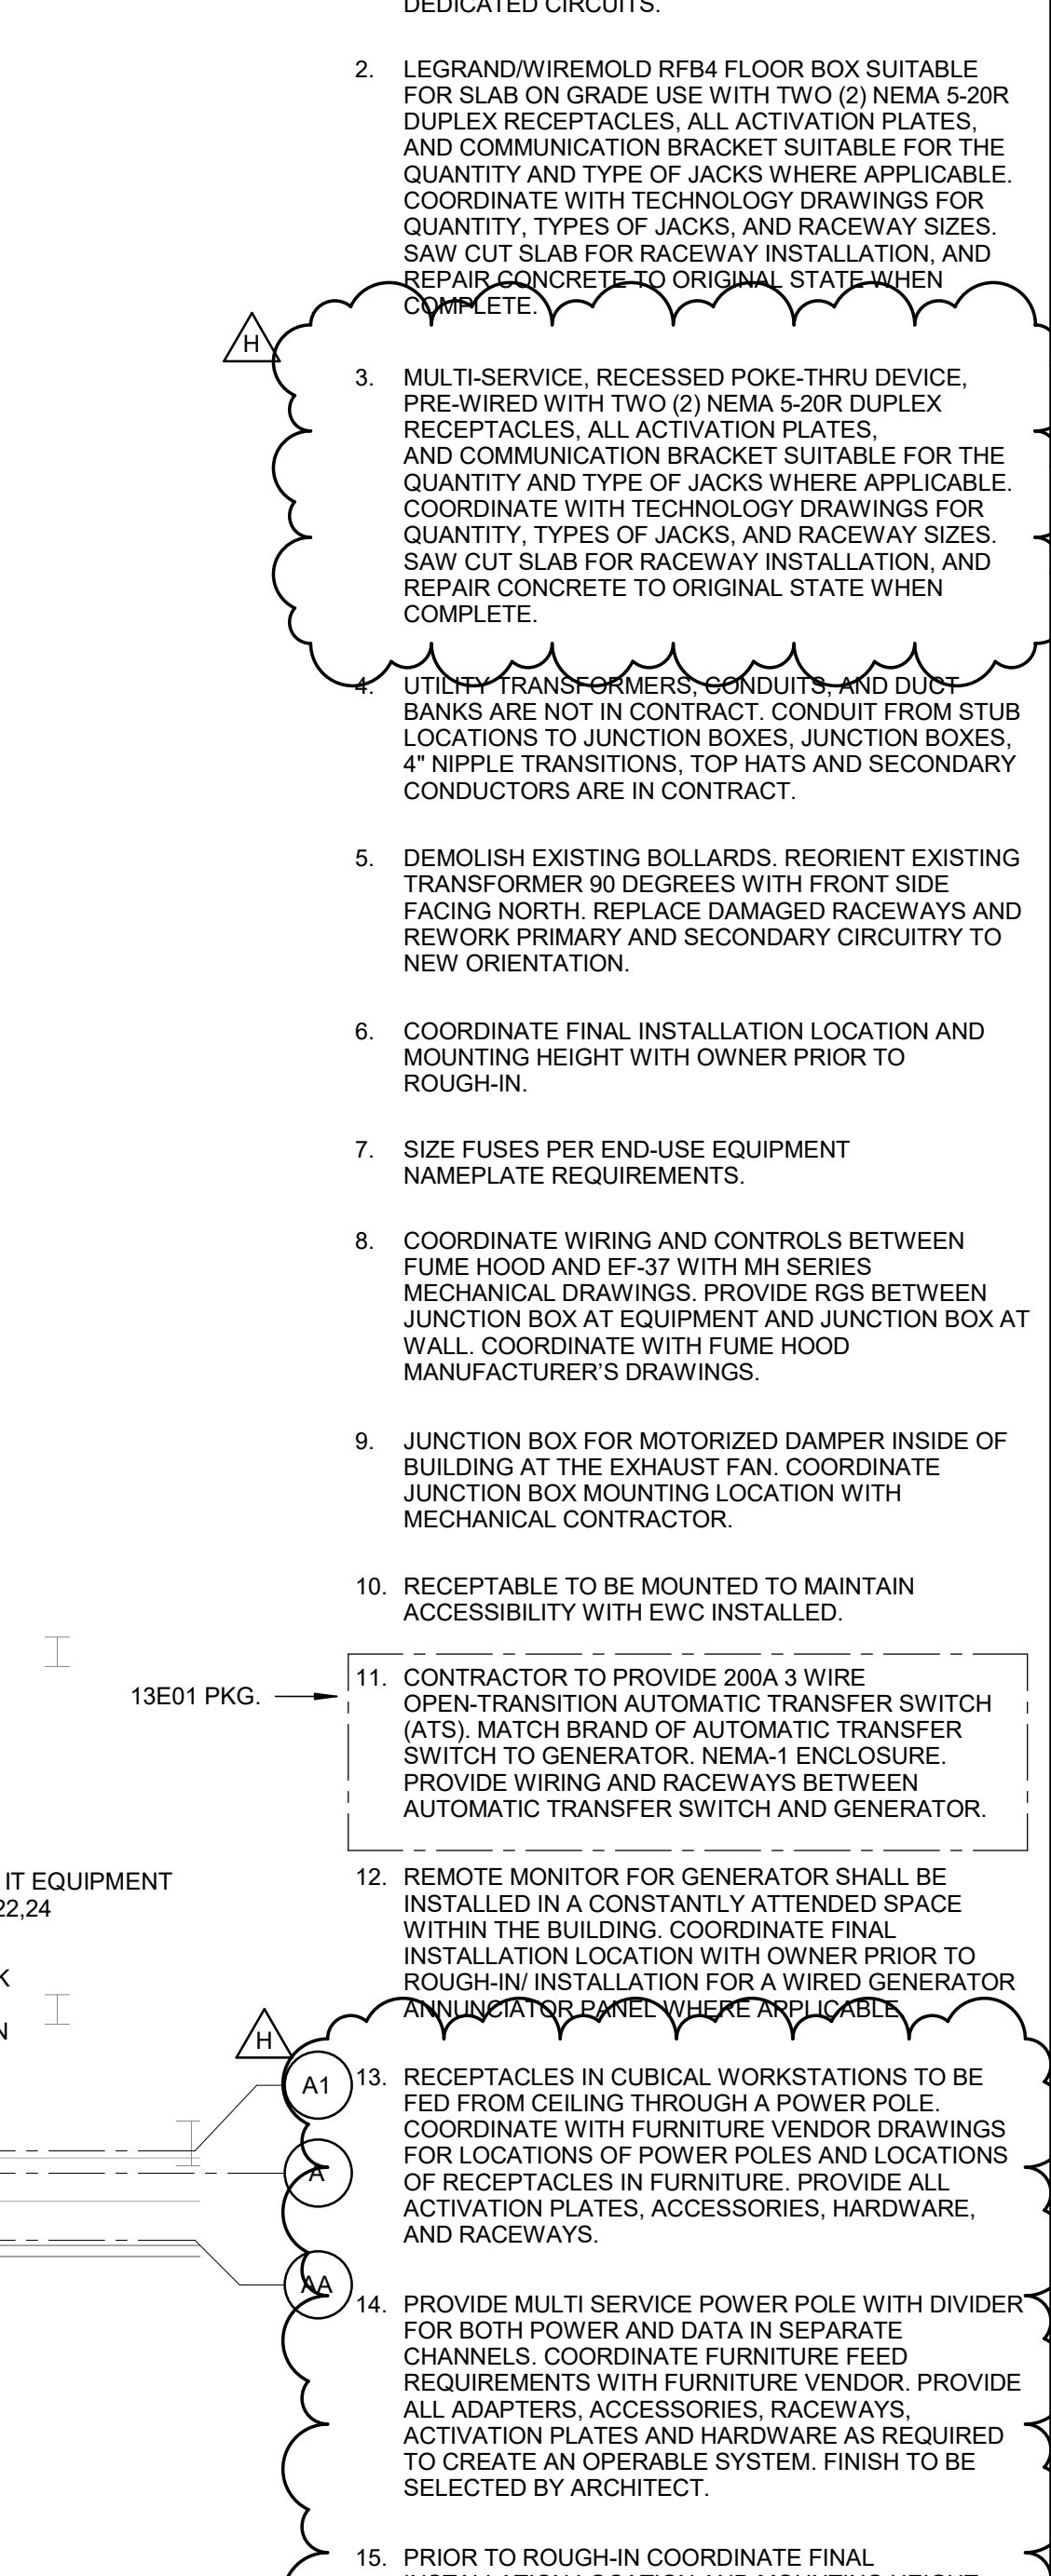 DEDICATED CIRCUITS.
2. LEGRAND/WIREMOLD RFB4 FLOOR BOX SUITABLE
FOR SLAB ON GRADE USE WITH TWO (2) NEMA 5-20R
DUPLEX RECEPTACLES, ALL ACTIVATION PLATES,
AND COMMUNICATION BRACKET SUITABLE FOR THE
QUANTITY AND TYPE OF JACKS WHERE APPLICABLE.
COORDINATE WITH TECHNOLOGY DRAWINGS FOR
QUANTITY, TYPES OF JACKS, AND RACEWAY SIZES.
SAW CUT SLAB FOR RACEWAY INSTALLATION, AND
REPAIR CONCRETE TO ORIGINAL STATE WHEN
COMPLETE.
H
3. MULTI-SERVICE, RECESSED POKE-THRU DEVICE,
PRE-WIRED WITH TWO (2) NEMA 5-20R DUPLEX
RECEPTACLES, ALL ACTIVATION PLATES,
AND COMMUNICATION BRACKET SUITABLE FOR THE
QUANTITY AND TYPE OF JACKS WHERE APPLICABLE.
COORDINATE WITH TECHNOLOGY DRAWINGS FOR
QUANTITY, TYPES OF JACKS, AND RACEWAY SIZES.
SAW CUT SLAB FOR RACEWAY INSTALLATION, AND
REPAIR CONCRETE TO ORIGINAL STATE WHEN
COMPLETE.
4. UTILITY TRANSFORMERS, CONDUITS, AND DUCT
BANKS ARE NOT IN CONTRACT. CONDUIT FROM STUB
LOCATIONS TO JUNCTION BOXES, JUNCTION BOXES,
4" NIPPLE TRANSITIONS, TOP HATS AND SECONDARY
CONDUCTORS ARE IN CONTRACT.
5. DEMOLISH EXISTING BOLLARDS. REORIENT EXISTING
TRANSFORMER 90 DEGREES WITH FRONT SIDE
FACING NORTH. REPLACE DAMAGED RACEWAYS AND
REWORK PRIMARY AND SECONDARY CIRCUITRY TO
NEW ORIENTATION.
6. COORDINATE FINAL INSTALLATION LOCATION AND
MOUNTING HEIGHT WITH OWNER PRIOR TO
ROUGH-IN.
7. SIZE FUSES PER END-USE EQUIPMENT
NAMEPLATE REQUIREMENTS.
8. COORDINATE WIRING AND CONTROLS BETWEEN
FUME HOOD AND EF-37 WITH MH SERIES
MECHANICAL DRAWINGS. PROVIDE RGS BETWEEN
JUNCTION BOX AT EQUIPMENT AND JUNCTION BOX AT
WALL. COORDINATE WITH FUME HOOD
MANUFACTURER'S DRAWINGS.
9. JUNCTION BOX FOR MOTORIZED DAMPER INSIDE OF
BUILDING AT THE EXHAUST FAN. COORDINATE
JUNCTION BOX MOUNTING LOCATION WITH
MECHANICAL CONTRACTOR.
10. RECEPTABLE TO BE MOUNTED TO MAINTAIN
ACCESSIBILITY WITH EWC INSTALLED.
13E01 PKG.
11. CONTRACTOR TO PROVIDE 200A 3 WIRE
OPEN-TRANSITION AUTOMATIC TRANSFER SWITCH
(ATS). MATCH BRAND OF AUTOMATIC TRANSFER
SWITCH TO GENERATOR. NEMA-1 ENCLOSURE.
PROVIDE WIRING AND RACEWAYS BETWEEN
AUTOMATIC TRANSFER SWITCH AND GENERATOR.
IT EQUIPMENT
22,24
K
N
12. REMOTE MONITOR FOR GENERATOR SHALL BE
INSTALLED IN A CONSTANTLY ATTENDED SPACE
WITHIN THE BUILDING. COORDINATE FINAL
INSTALLATION LOCATION WITH OWNER PRIOR TO
ROUGH-IN/ INSTALLATION FOR A WIRED GENERATOR
ANNUNCIATOR PANEL WHERE APPLICABLE
H
A1
A
AA
13. RECEPTACLES IN CUBICAL WORKSTATIONS TO BE
FED FROM CEILING THROUGH A POWER POLE.
COORDINATE WITH FURNITURE VENDOR DRAWINGS
FOR LOCATIONS OF POWER POLES AND LOCATIONS
OF RECEPTACLES IN FURNITURE. PROVIDE ALL
ACTIVATION PLATES, ACCESSORIES, HARDWARE,
AND RACEWAYS.
14. PROVIDE MULTI SERVICE POWER POLE WITH DIVIDER
FOR BOTH POWER AND DATA IN SEPARATE
CHANNELS. COORDINATE FURNITURE FEED
REQUIREMENTS WITH FURNITURE VENDOR. PROVIDE
ALL ADAPTERS, ACCESSORIES, RACEWAYS,
ACTIVATION PLATES AND HARDWARE AS REQUIRED
TO CREATE AN OPERABLE SYSTEM. FINISH TO BE
SELECTED BY ARCHITECT.
15. PRIOR TO ROUGH-IN COORDINATE FINAL
INSTALLATION LOCATION AND MOUNTING HEIGHT